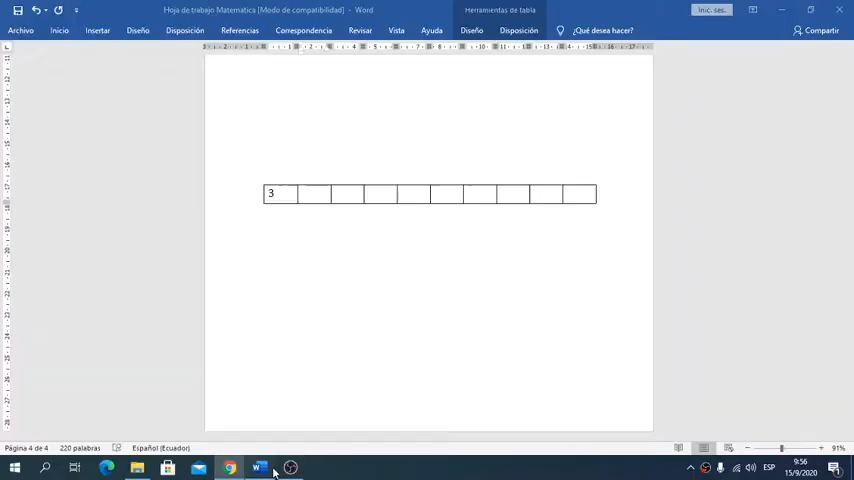 Hoja de trabajo Matematica [Modo de compatibilidad] - Word
Herramientas de tabla
Inic. ses.
Archivo Inicio Insertar Diseño Disposición Referencias Correspondencia Revisar Vista Ayuda Diseño Disposición ¿Qué desea hacer? Compartir
3
Página 4 de 4 220 palabras Español (Ecuador) 91%
ESP
9:56
15/9/2020